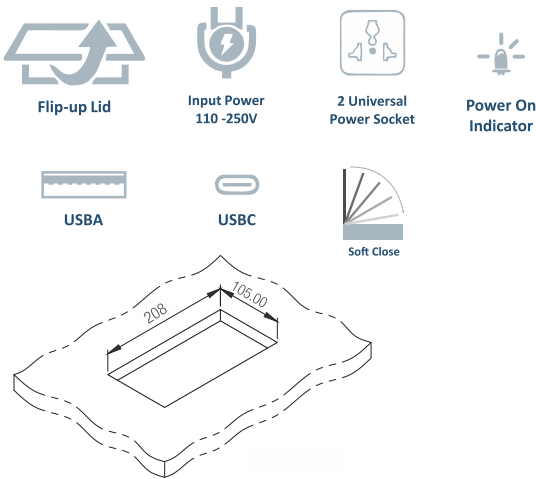 Flip-up Lid
Input Power
110 -250V
2 Universal
Power Socket
Power On
Indicator
USBA
USBC
Soft Close
208
105.00